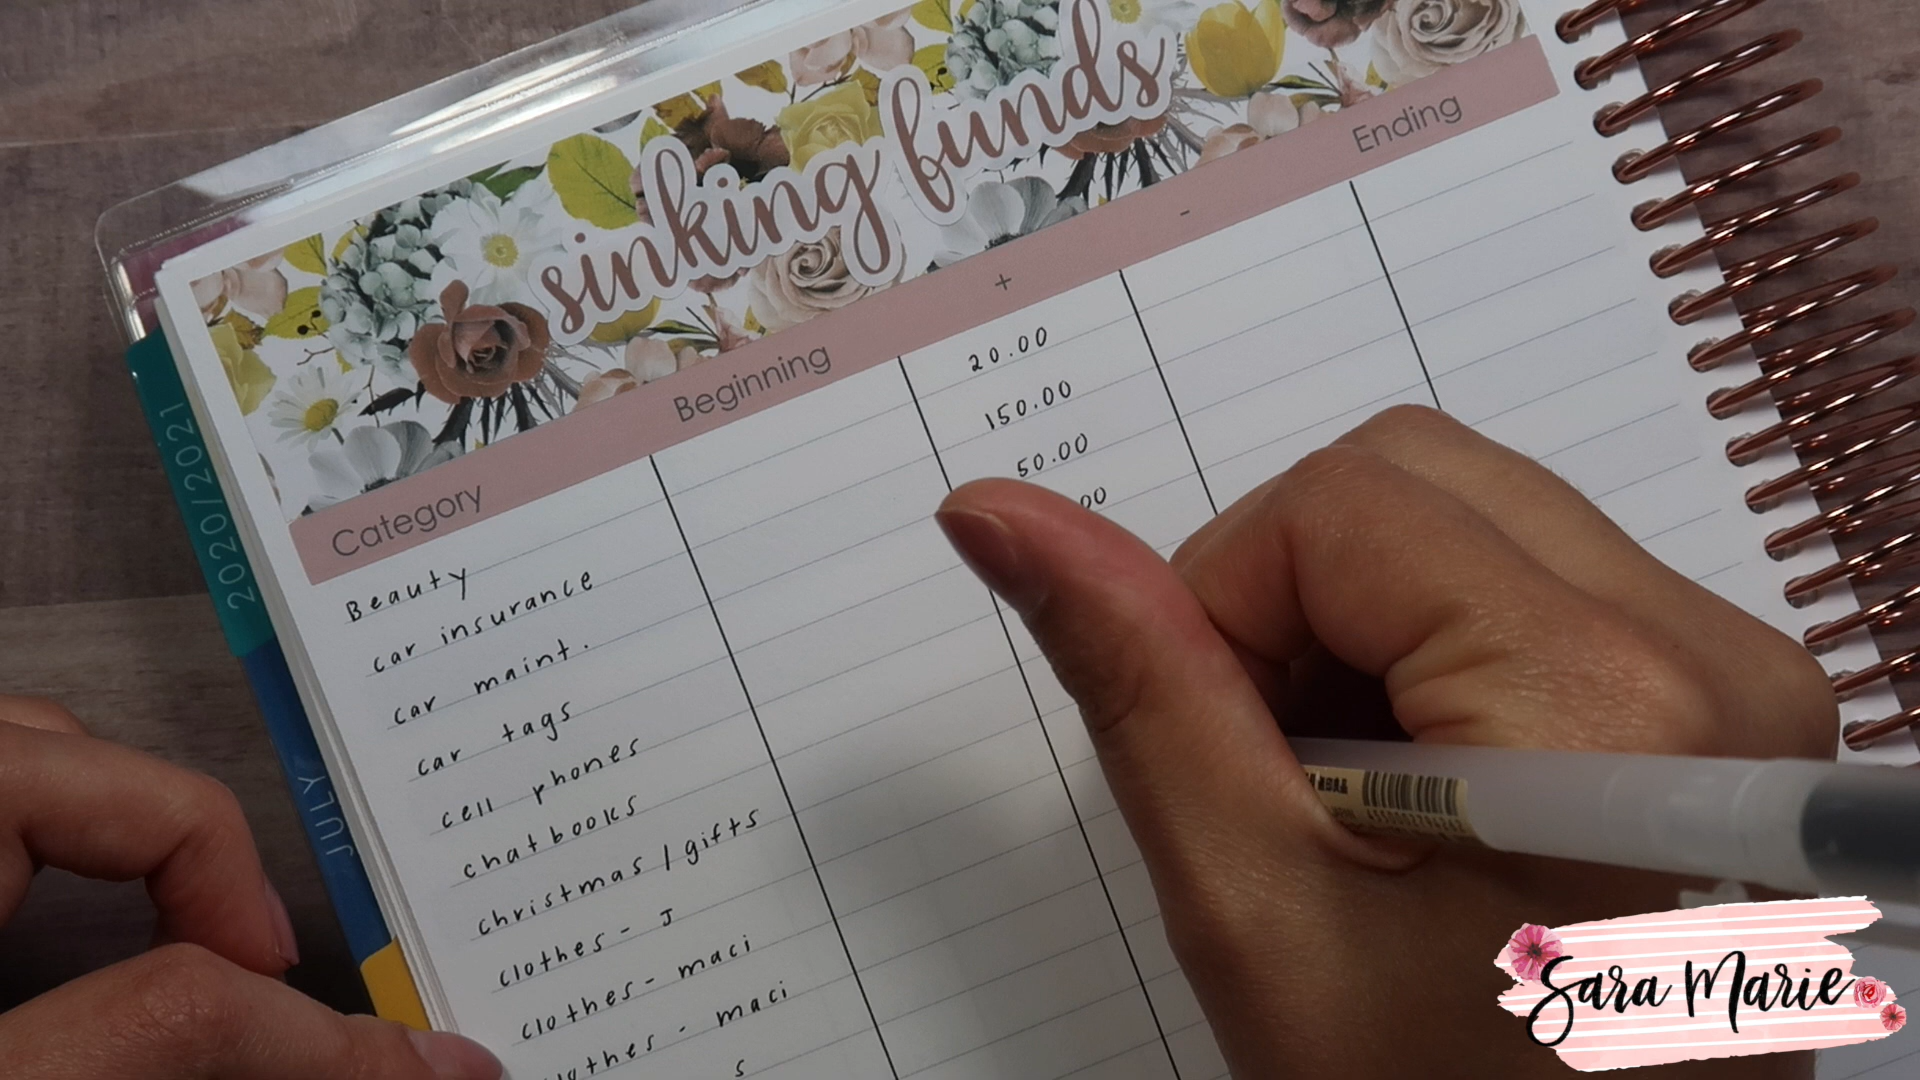 sinking funds
Category Beginning + - Ending
Beauty 20.00
car insurance 150.00
car maint. 50.00
car tags 00
cell phones
chatbooks
christmas / gifts
clothes - J
clothes - maci
clothes - maci
s
2020/2021
JULY
Sara Marie